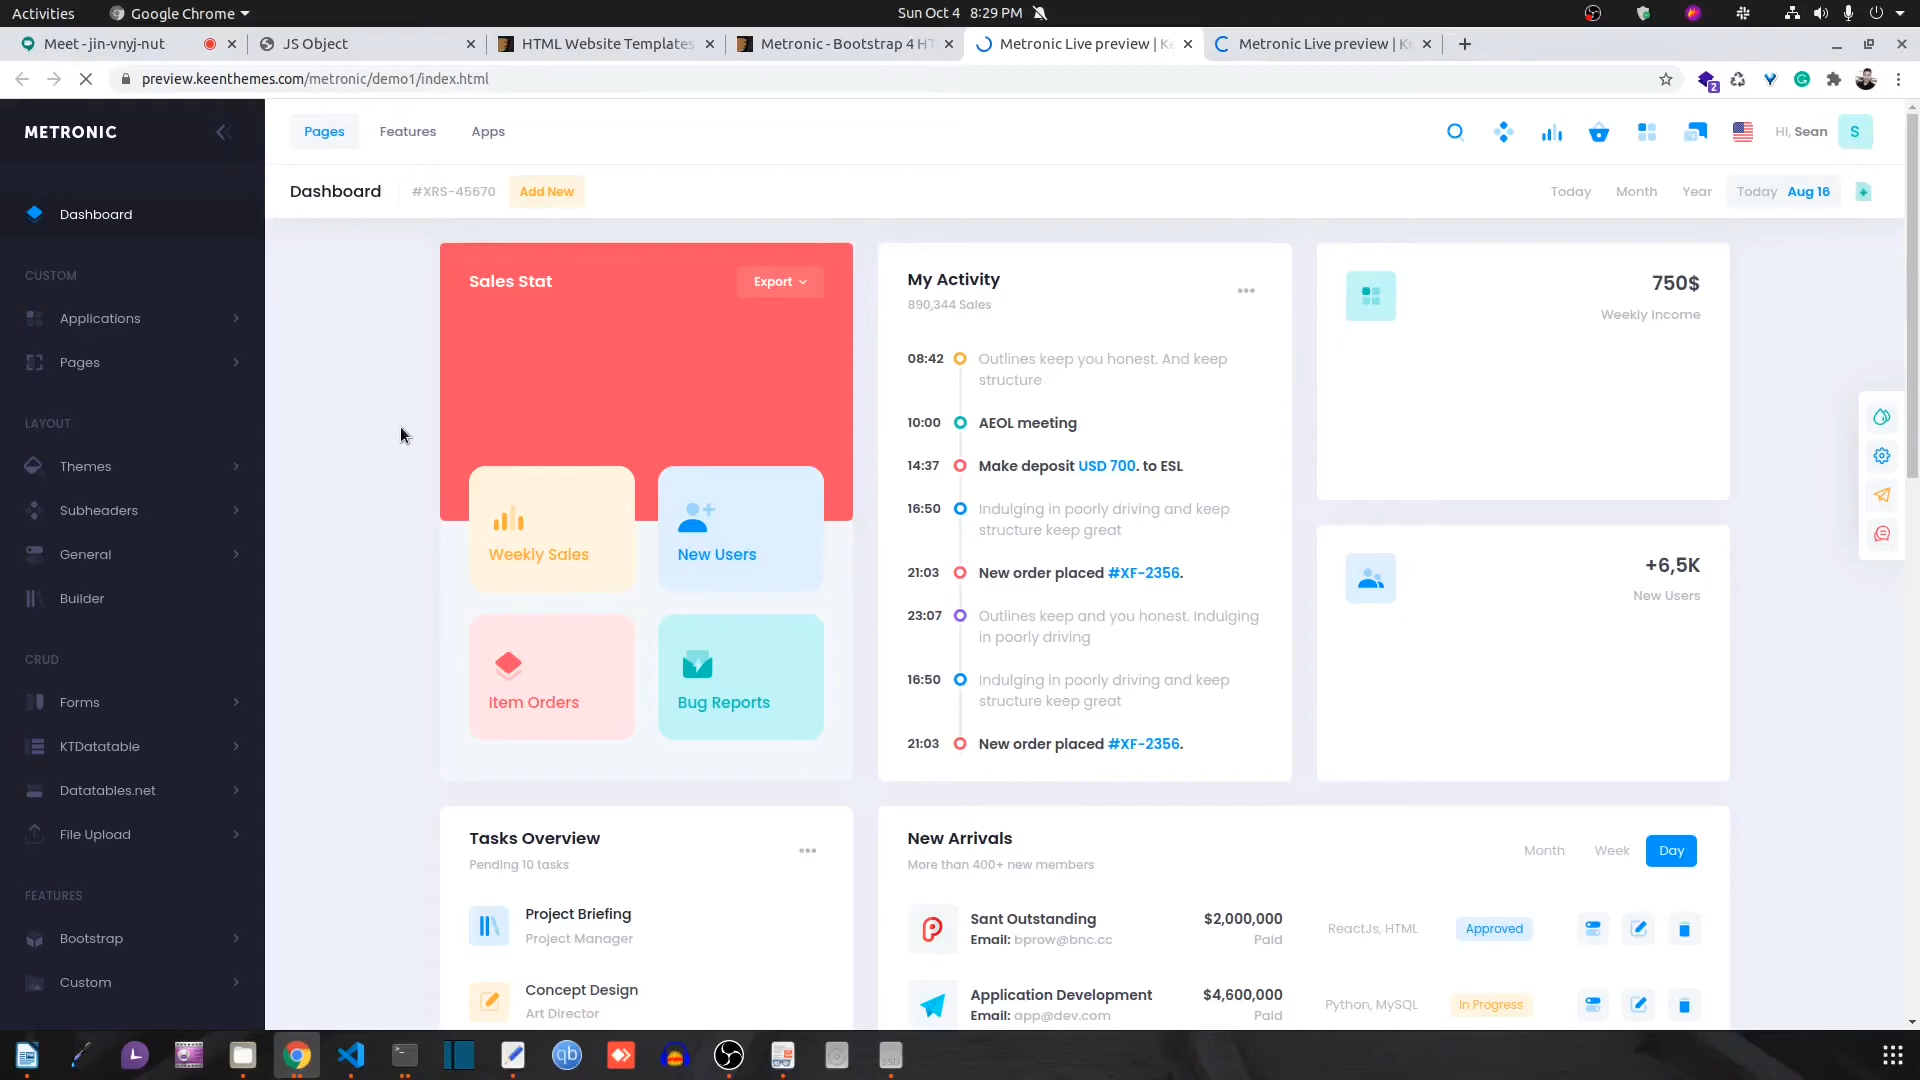 Activities
Google Chrome
Sun Oct 4 8:29 PM
Meet - jin-vnyj-nut
JS Object
HTML Website Templates
Metronic - Bootstrap 4 HT
Metronic Live preview | Ke
Metronic Live preview | Ke
preview.keenthemes.com/metronic/demo1/index.html
2
METRONIC
Pages
Features
Apps
Hi, Sean
S
Dashboard
#XRS-45670
Add New
Today
Month
Year
Today Aug 16
Dashboard
CUSTOM
Applications
Pages
LAYOUT
Themes
Subheaders
General
Builder
CRUD
Forms
KTDatatable
Datatables.net
File Upload
FEATURES
Bootstrap
Custom
Sales Stat
Export
Weekly Sales
New Users
Item Orders
Bug Reports
My Activity
890,344 Sales
08:42 Outlines keep you honest. And keep
structure
10:00 AEOL meeting
14:37 Make deposit USD 700. to ESL
16:50 Indulging in poorly driving and keep
structure keep great
21:03 New order placed #XF-2356.
23:07 Outlines keep and you honest. Indulging
in poorly driving
16:50 Indulging in poorly driving and keep
structure keep great
21:03 New order placed #XF-2356.
750$
Weekly Income
+6,5K
New Users
Tasks Overview
Pending 10 tasks
Project Briefing
Project Manager
Concept Design
Art Director
New Arrivals
More than 400+ new members
Month
Week
Day
Sant Outstanding
Email: bprow@bnc.cc
$2,000,000
Paid
ReactJs, HTML
Approved
Application Development
Email: app@dev.com
$4,600,000
Paid
Python, MySQL
In Progress
qb